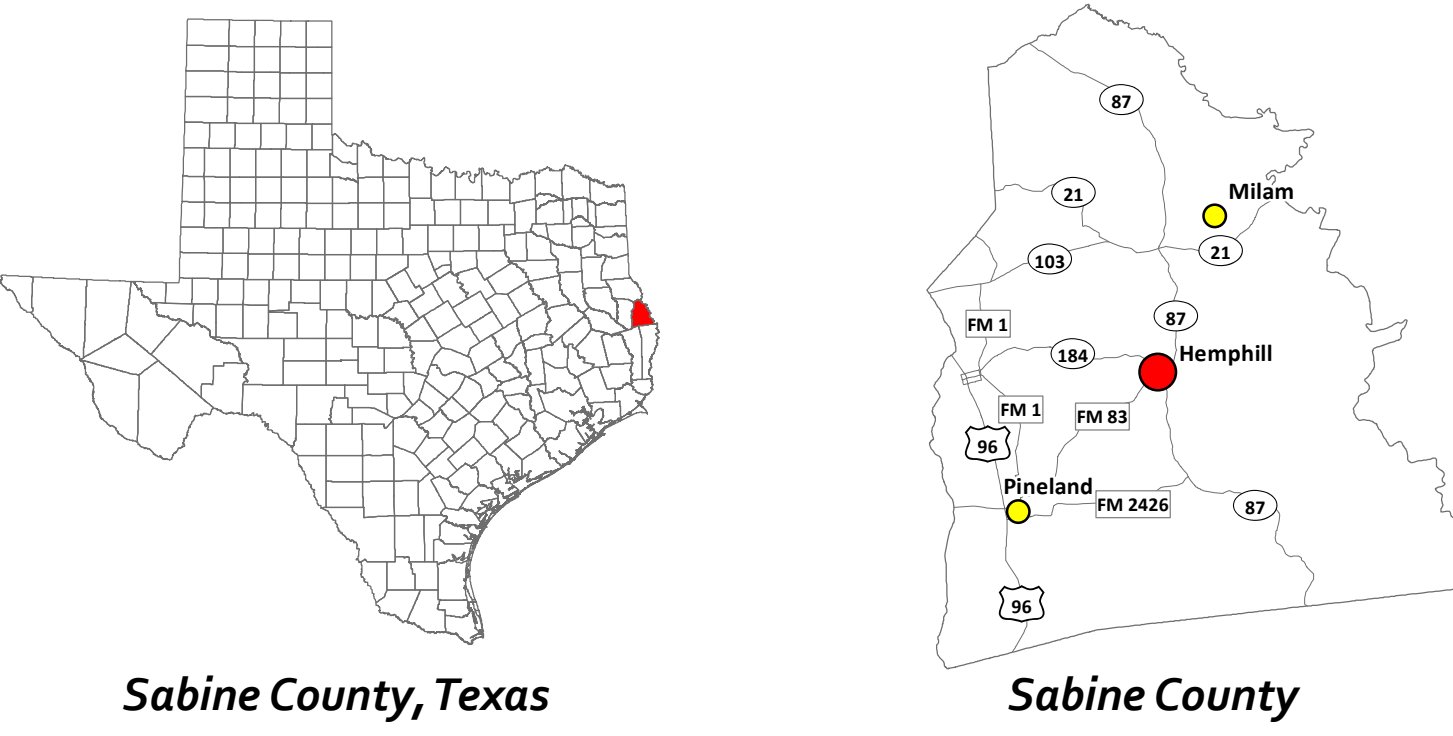 87
21
Milam
21
103
FM 1
87
184
Hemphill
FM 1
FM 83
96
Pineland
FM 2426
87
96
Sabine County, Texas
Sabine County